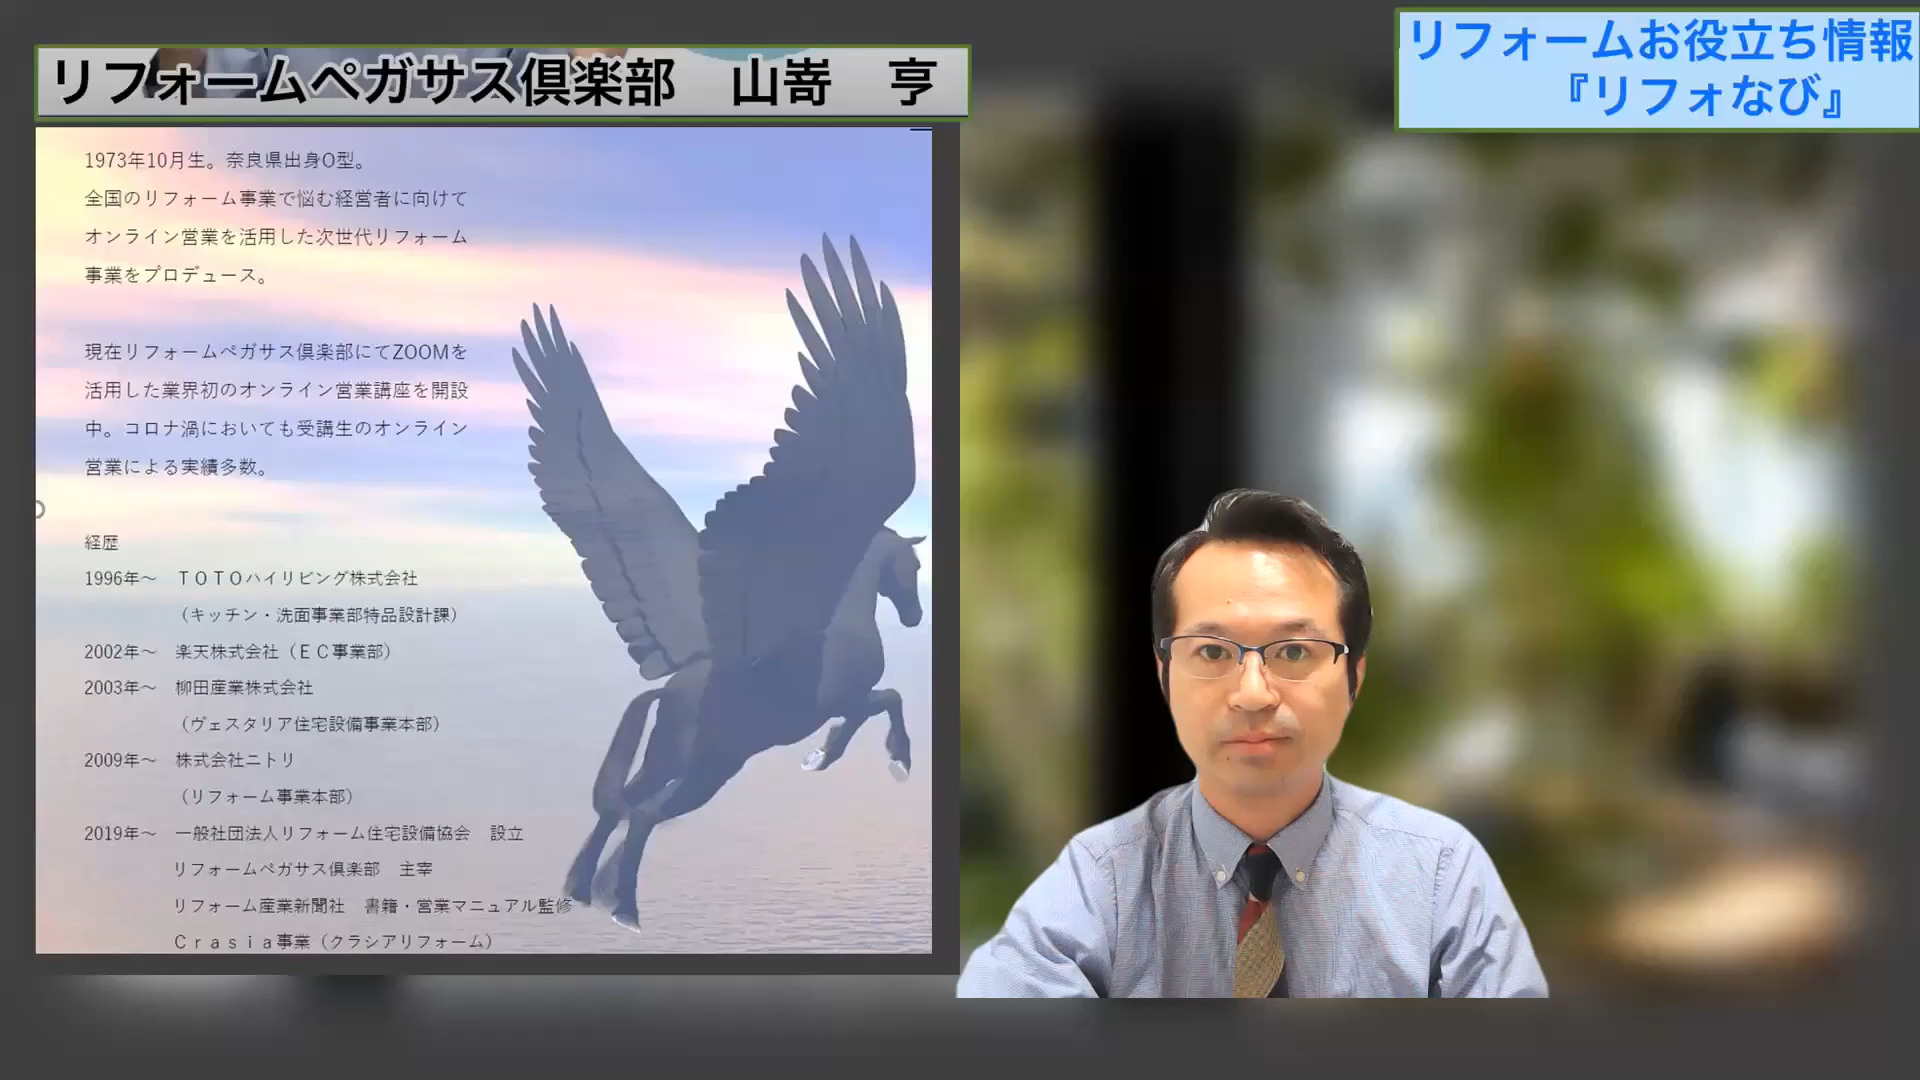 リフォームペガサス倶楽部　山嵜　亨
リフォームお役立ち情報
『リフォなび』
1973年10月生。奈良県出身O型。
全国のリフォーム事業で悩む経営者に向けて
オンライン営業を活用した次世代リフォーム
事業をプロデュース。
現在リフォームペガサス倶楽部にてZOOMを
活用した業界初のオンライン営業講座を開設
中。コロナ渦においても受講生のオンライン
営業による実績多数。
経歴
1996年～　ＴＯＴＯハイリビング株式会社
（キッチン・洗面事業部特品設計課）
2002年～　楽天株式会社（ＥＣ事業部）
2003年～　柳田産業株式会社
（ヴェスタリア住宅設備事業本部）
2009年～　株式会社ニトリ
（リフォーム事業本部）
2019年～　一般社団法人リフォーム住宅設備協会　設立
リフォームペガサス倶楽部　主宰
リフォーム産業新聞社　書籍・営業マニュアル監修
Ｃｒａｓｉａ事業（クラシアリフォーム）